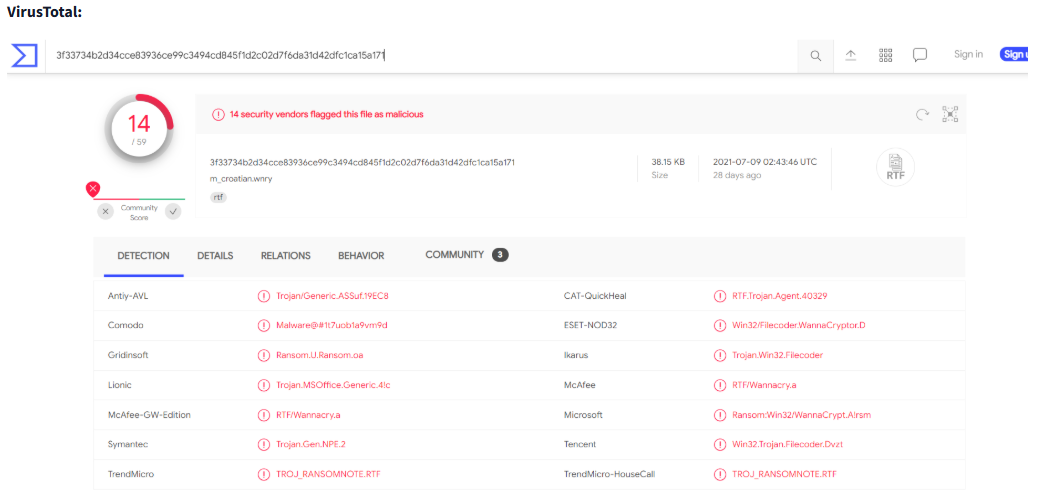 VirusTotal:
3f33734b2d34cce83936ce99c3494cd845f1d2c02d7f6da31d42dfc1ca15a171
Sign in
Sign u
14
/ 59
14 security vendors flagged this file as malicious
3f33734b2d34cce83936ce99c3494cd845f1d2c02d7f6da31d42dfc1ca15a171
m_croatian.wnry
rtf
38.15 KB
Size
2021-07-09 02:43:46 UTC
28 days ago
RTF
Community
Score
DETECTION DETAILS RELATIONS BEHAVIOR COMMUNITY 3
Antiy-AVL Trojan/Generic.ASSuf.19EC8 CAT-QuickHeal RTF.Trojan.Agent.40329
Comodo Malware@#1t7uob1a9vm9d ESET-NOD32 Win32/Filecoder.WannaCryptor.D
Gridinsoft Ransom.U.Ransom.oa Ikarus Trojan.Win32.Filecoder
Lionic Trojan.MSOffice.Generic.4!c McAfee RTF/Wannacry.a
McAfee-GW-Edition RTF/Wannacry.a Microsoft Ransom:Win32/WannaCrypt.A!rsm
Symantec Trojan.Gen.NPE.2 Tencent Win32.Trojan.Filecoder.Dvzt
TrendMicro TROJ_RANSOMNOTE.RTF TrendMicro-HouseCall TROJ_RANSOMNOTE.RTF